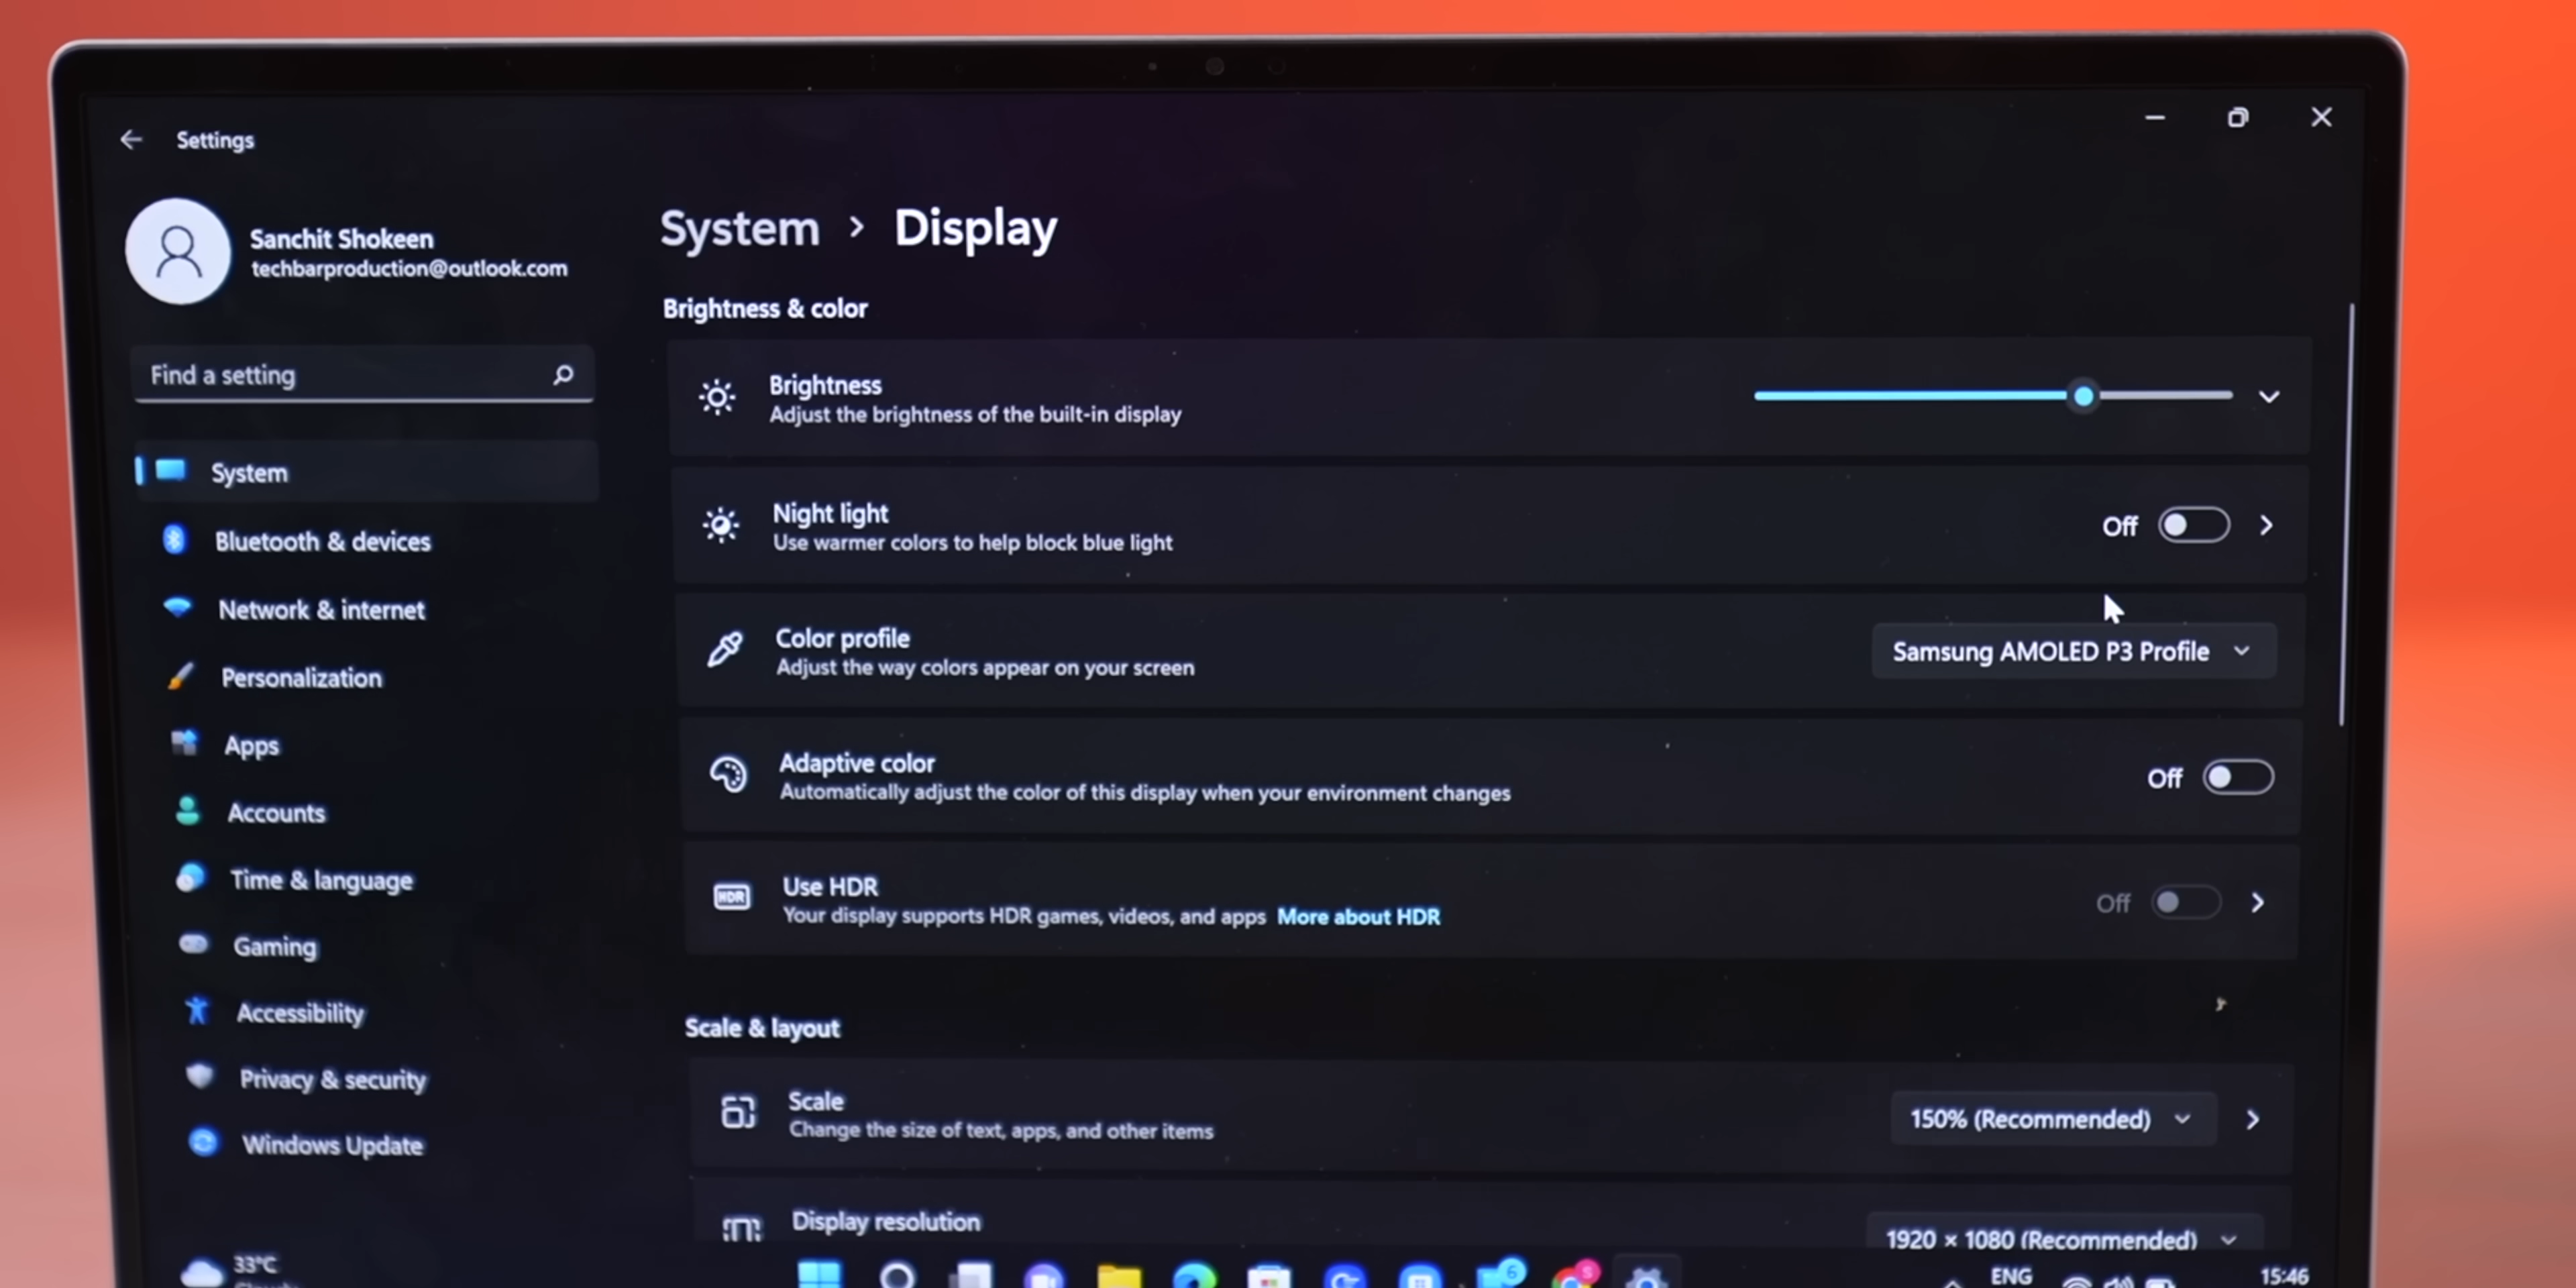 Settings
Sanchit Shokeen
techbarproduction@outlook.com
Find a setting
System
Bluetooth & devices
Network & internet
Personalization
Apps
Accounts
Time & language
Gaming
Accessibility
Privacy & security
Windows Update
System > Display
Brightness & color
Brightness
Adjust the brightness of the built-in display
Night light
Use warmer colors to help block blue light
Off
Color profile
Adjust the way colors appear on your screen
Samsung AMOLED P3 Profile
Adaptive color
Automatically adjust the color of this display when your environment changes
Off
HDR
Use HDR
Your display supports HDR games, videos, and apps More about HDR
Off
Scale & layout
Scale
Change the size of text, apps, and other items
150% (Recommended)
Display resolution
1920 × 1080 (Recommended)
33°C
6
S
ENG
15:46